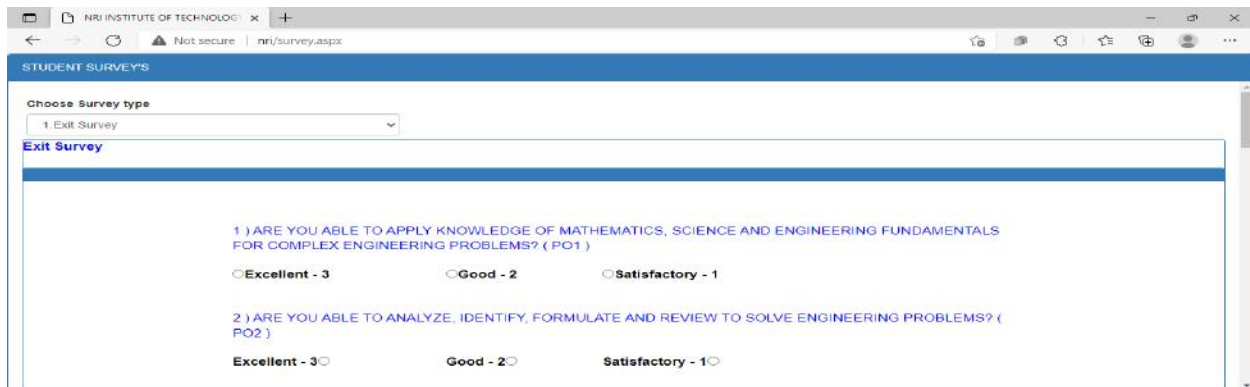 NRI INSTITUTE OF TECHNOLOG
Not secure | nri/survey.aspx
STUDENT SURVEY'S
Choose Survey type
1.Exit Survey
Exit Survey
1 ) ARE YOU ABLE TO APPLY KNOWLEDGE OF MATHEMATICS, SCIENCE AND ENGINEERING FUNDAMENTALS
FOR COMPLEX ENGINEERING PROBLEMS? ( PO1 )
Excellent - 3 Good - 2 Satisfactory - 1
2 ) ARE YOU ABLE TO ANALYZE, IDENTIFY, FORMULATE AND REVIEW TO SOLVE ENGINEERING PROBLEMS? (
PO2 )
Excellent - 3 Good - 2 Satisfactory - 1